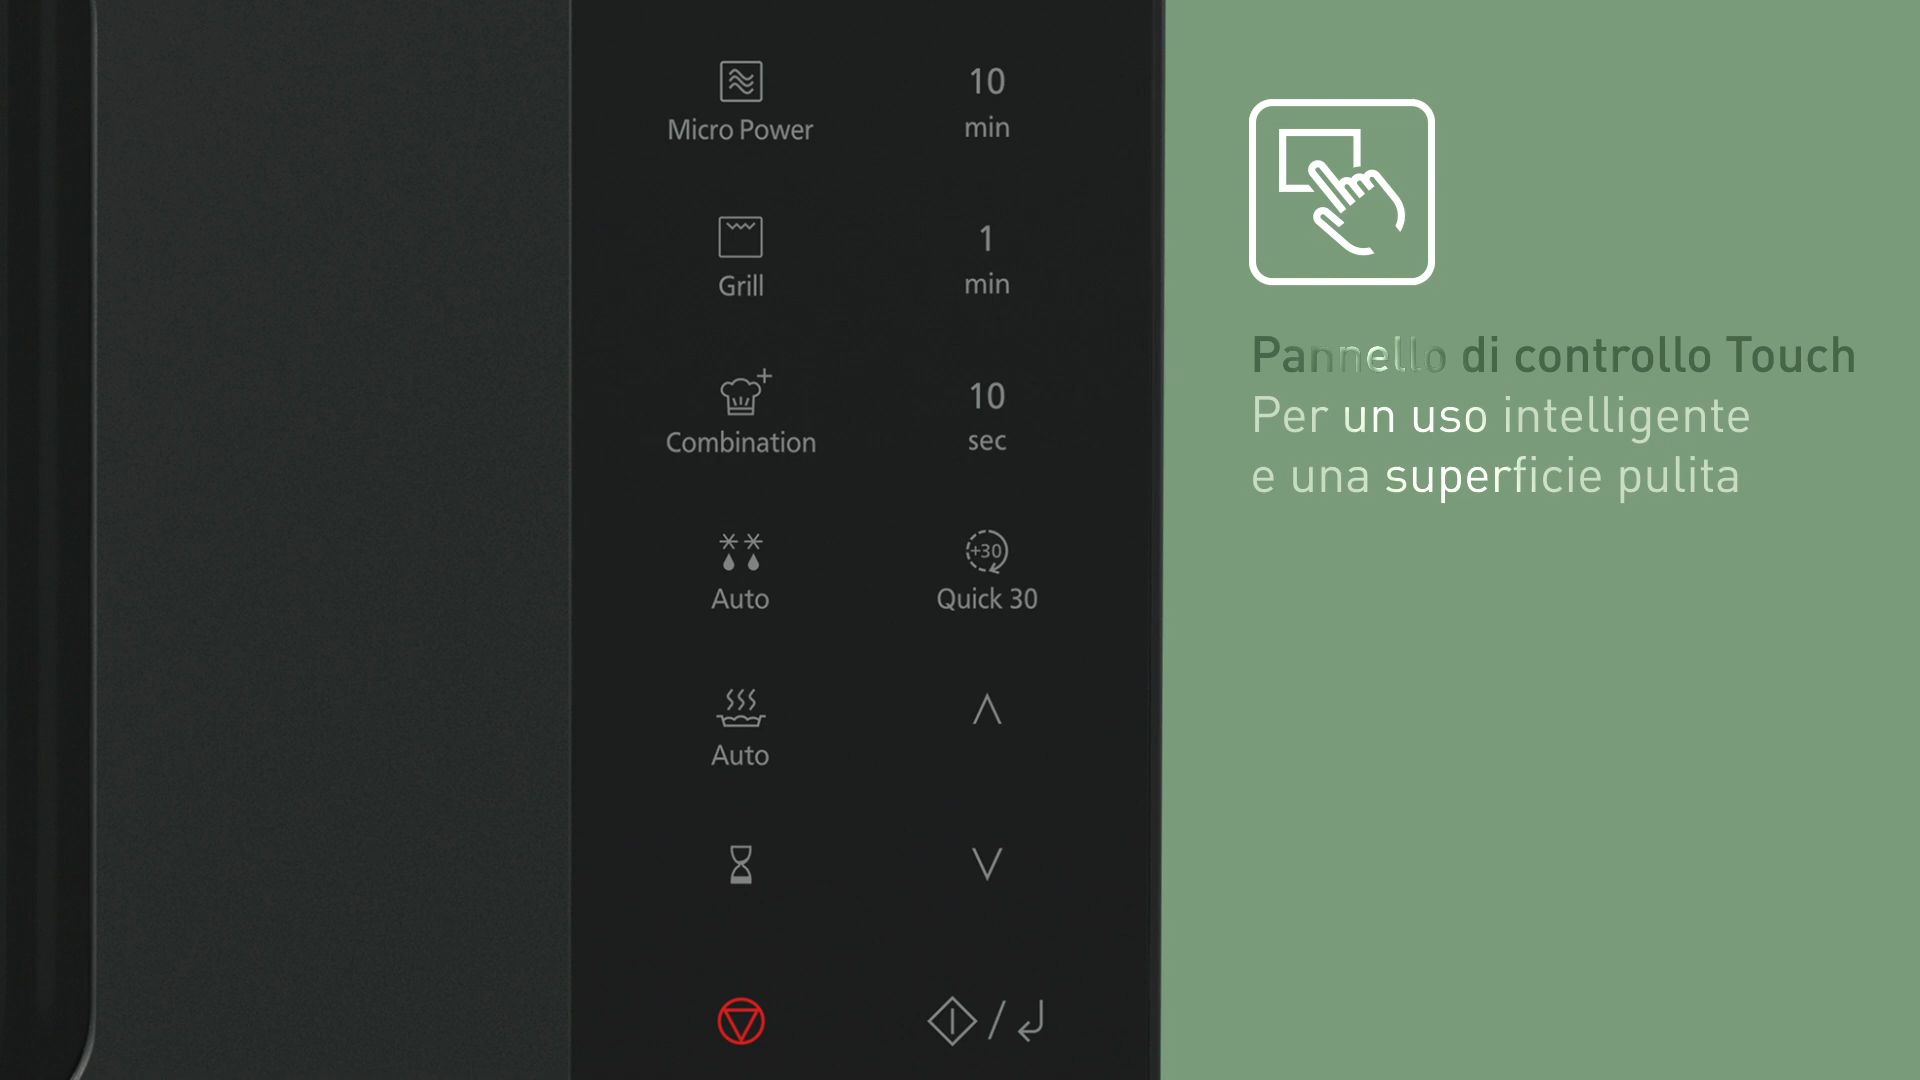 Micro Power
10
min
Grill
1
min
Combination
10
sec
Auto
+30
Quick 30
Auto
Pannello di controllo Touch
Per un uso intelligente
e una superficie pulita